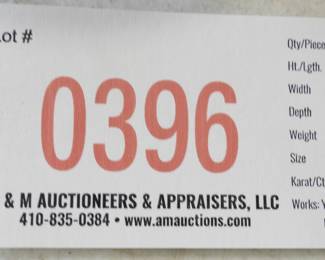 Lot #
0396
& M AUCTIONEERS & APPRAISERS, LLC
410-835-0384 • www.amauctions.com
Qty/Piece
Ht./Lgth.
Width
Depth
Weight
Size
Karat/Ct
Works: Y